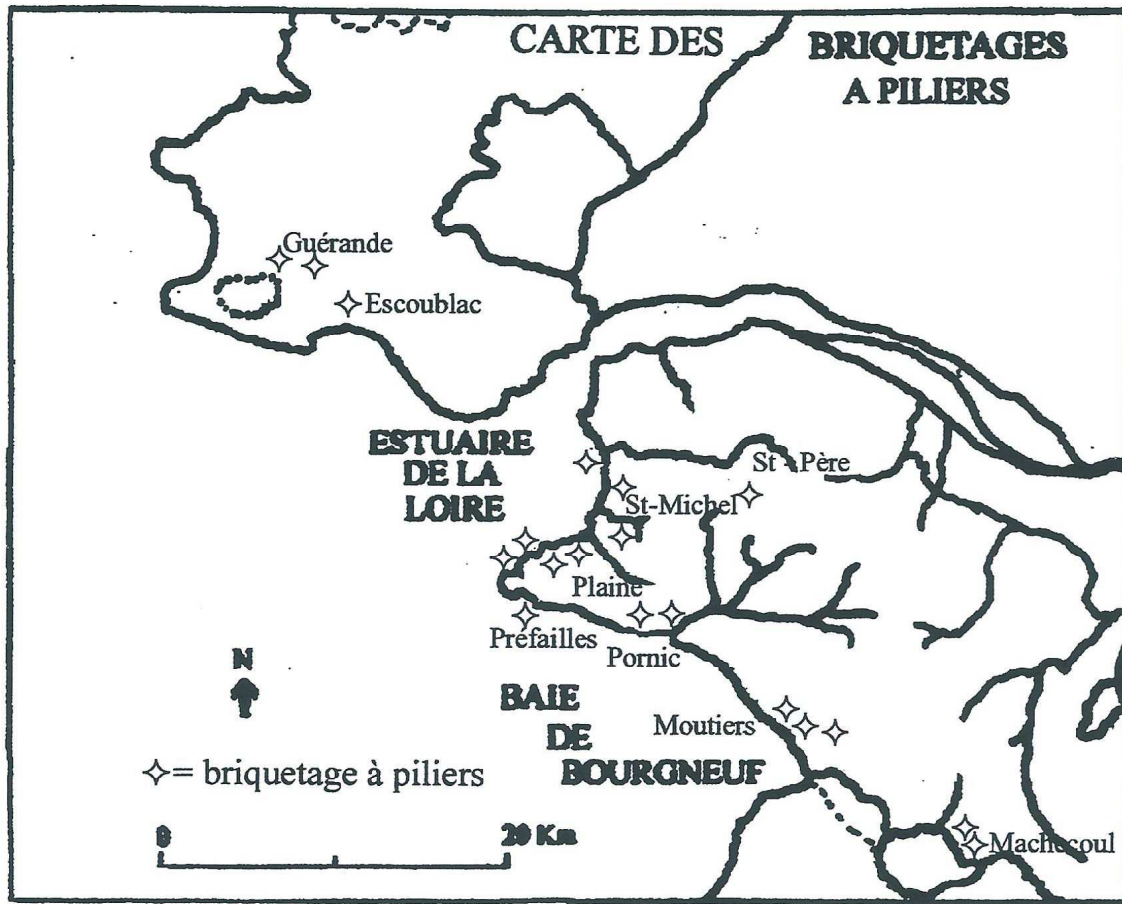 CARTE DES BRIQUETAGES
A PILIERS
Guérande
Escoublac
ESTUAIRE
DE LA
LOIRE
St - Père
St-Michel
Plaine
Préfailles
Pornic
N
BAIE
DE
BOURGNEUF
Moutiers
= briquetage à piliers
0 20 Km
Machecoul